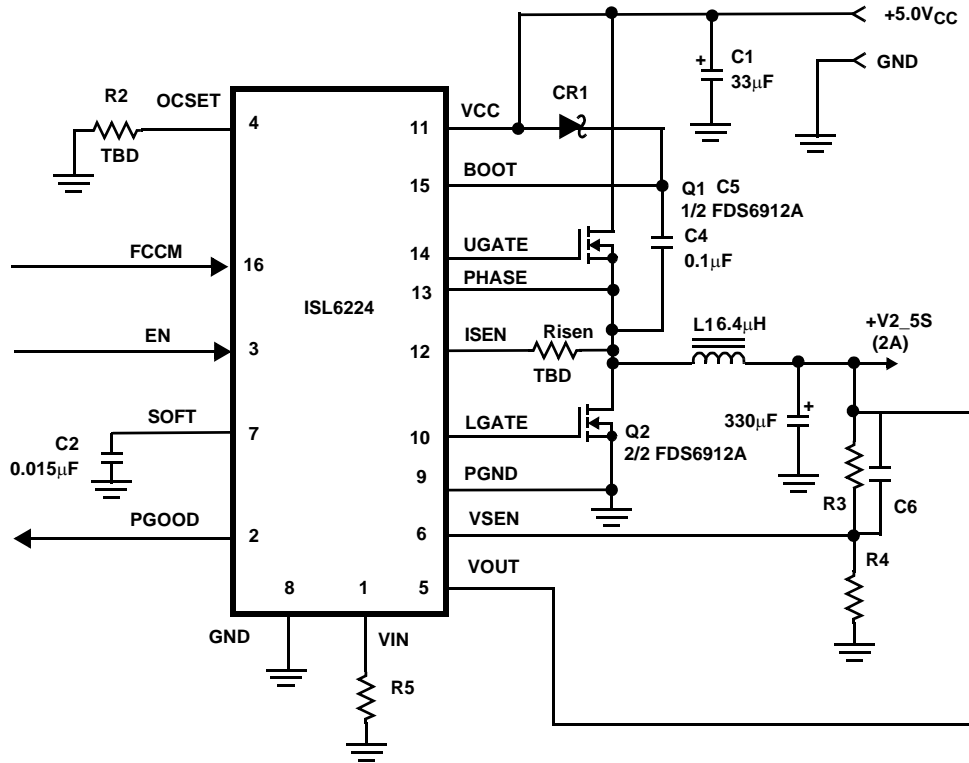 +5.0VCC
GND
C1
33µF
R2
OCSET
TBD
4
VCC
11
CR1
BOOT
15
Q1 C5
1/2 FDS6912A
C4
0.1µF
UGATE
14
PHASE
13
FCCM
16
ISL6224
ISEN
12
Risen
TBD
L1 6.4µH
+V2_5S
(2A)
EN
3
SOFT
7
C2
0.015µF
LGATE
10
Q2
2/2 FDS6912A
330µF
+
+
R3
C6
PGND
9
PGOOD
2
VSEN
6
R4
VOUT
5
8
1
GND
VIN
R5